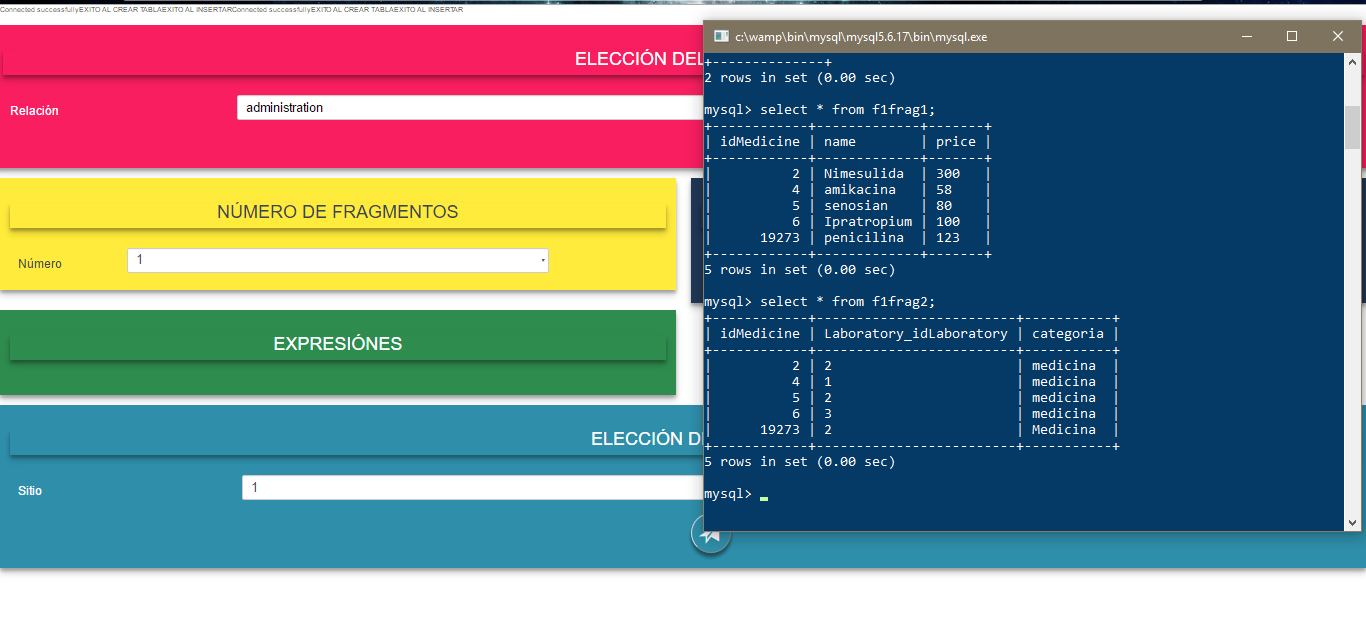 Connected successfullyEXITO AL CREAR TABLAEXITO AL INSERTARConnected successfullyEXITO AL CREAR TABLAEXITO AL INSERTAR
ELECCIÓN DEL
Relación
administration
NÚMERO DE FRAGMENTOS
Número
1
EXPRESIÓNES
ELECCIÓN D
Sitio
1
c:\wamp\bin\mysql\mysql5.6.17\bin\mysql.exe
+--------------+
2 rows in set (0.00 sec)
mysql> select * from f1frag1;
+------------+-------------+-------+
| idMedicine | name        | price |
+------------+-------------+-------+
|          2 | Nimesulida  | 300   |
|          4 | amikacina   | 58    |
|          5 | senosian    | 80    |
|          6 | Ipratropium | 100   |
|      19273 | penicilina  | 123   |
+------------+-------------+-------+
5 rows in set (0.00 sec)
mysql> select * from f1frag2;
+------------+-------------------------+-----------+
| idMedicine | Laboratory_idLaboratory | categoria |
+------------+-------------------------+-----------+
|          2 | 2                       | medicina  |
|          4 | 1                       | medicina  |
|          5 | 2                       | medicina  |
|          6 | 3                       | medicina  |
|      19273 | 2                       | Medicina  |
+------------+-------------------------+-----------+
5 rows in set (0.00 sec)
mysql>